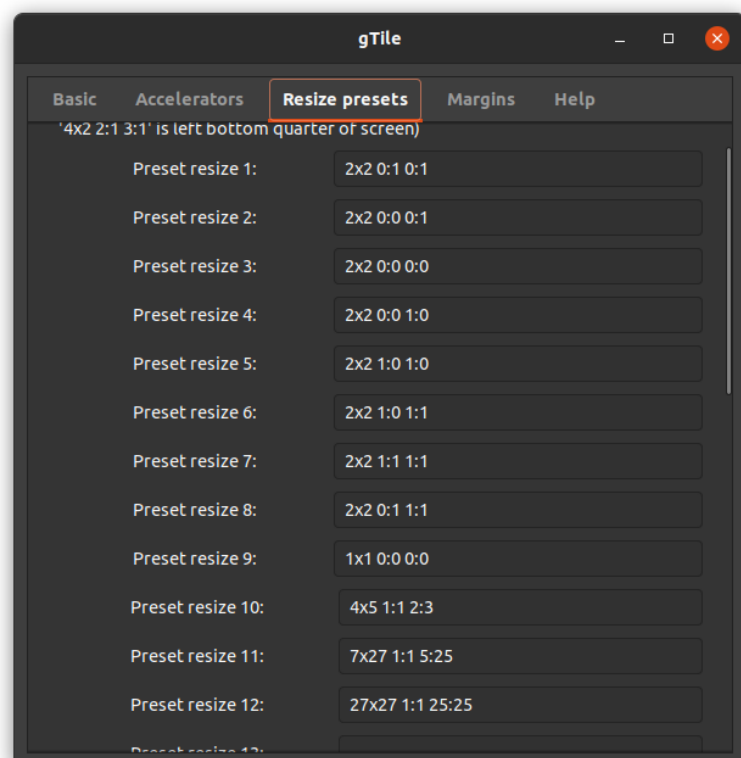 gTile
Basic Accelerators Resize presets Margins Help
'4x2 2:1 3:1' is left bottom quarter of screen)
Preset resize 1: 2x2 0:1 0:1
Preset resize 2: 2x2 0:0 0:1
Preset resize 3: 2x2 0:0 0:0
Preset resize 4: 2x2 0:0 1:0
Preset resize 5: 2x2 1:0 1:0
Preset resize 6: 2x2 1:0 1:1
Preset resize 7: 2x2 1:1 1:1
Preset resize 8: 2x2 0:1 1:1
Preset resize 9: 1x1 0:0 0:0
Preset resize 10: 4x5 1:1 2:3
Preset resize 11: 7x27 1:1 5:25
Preset resize 12: 27x27 1:1 25:25
Preset resize 13: